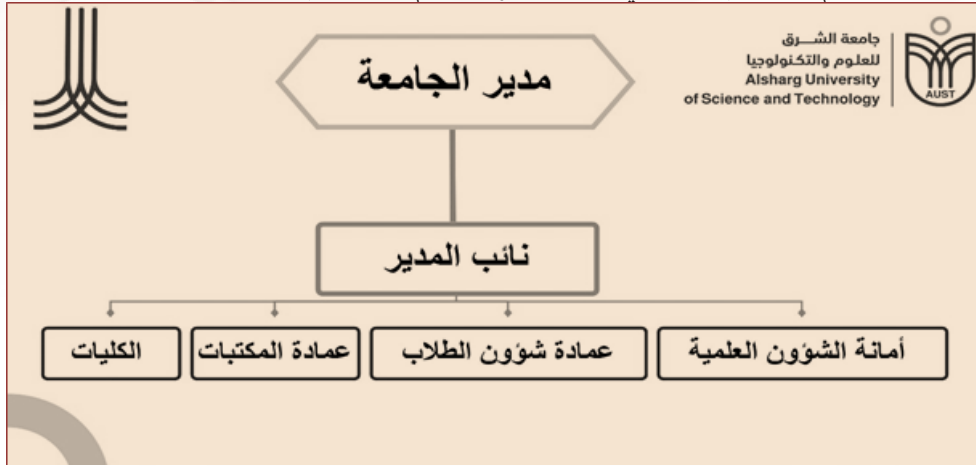 جامعة الشــرق
للعلوم والتكنولوجيا
Alsharg University
of Science and Technology
AUST
مدير الجامعة
نائب المدير
أمانة الشؤون العلمية
عمادة شؤون الطلاب
عمادة المكتبات
الكليات